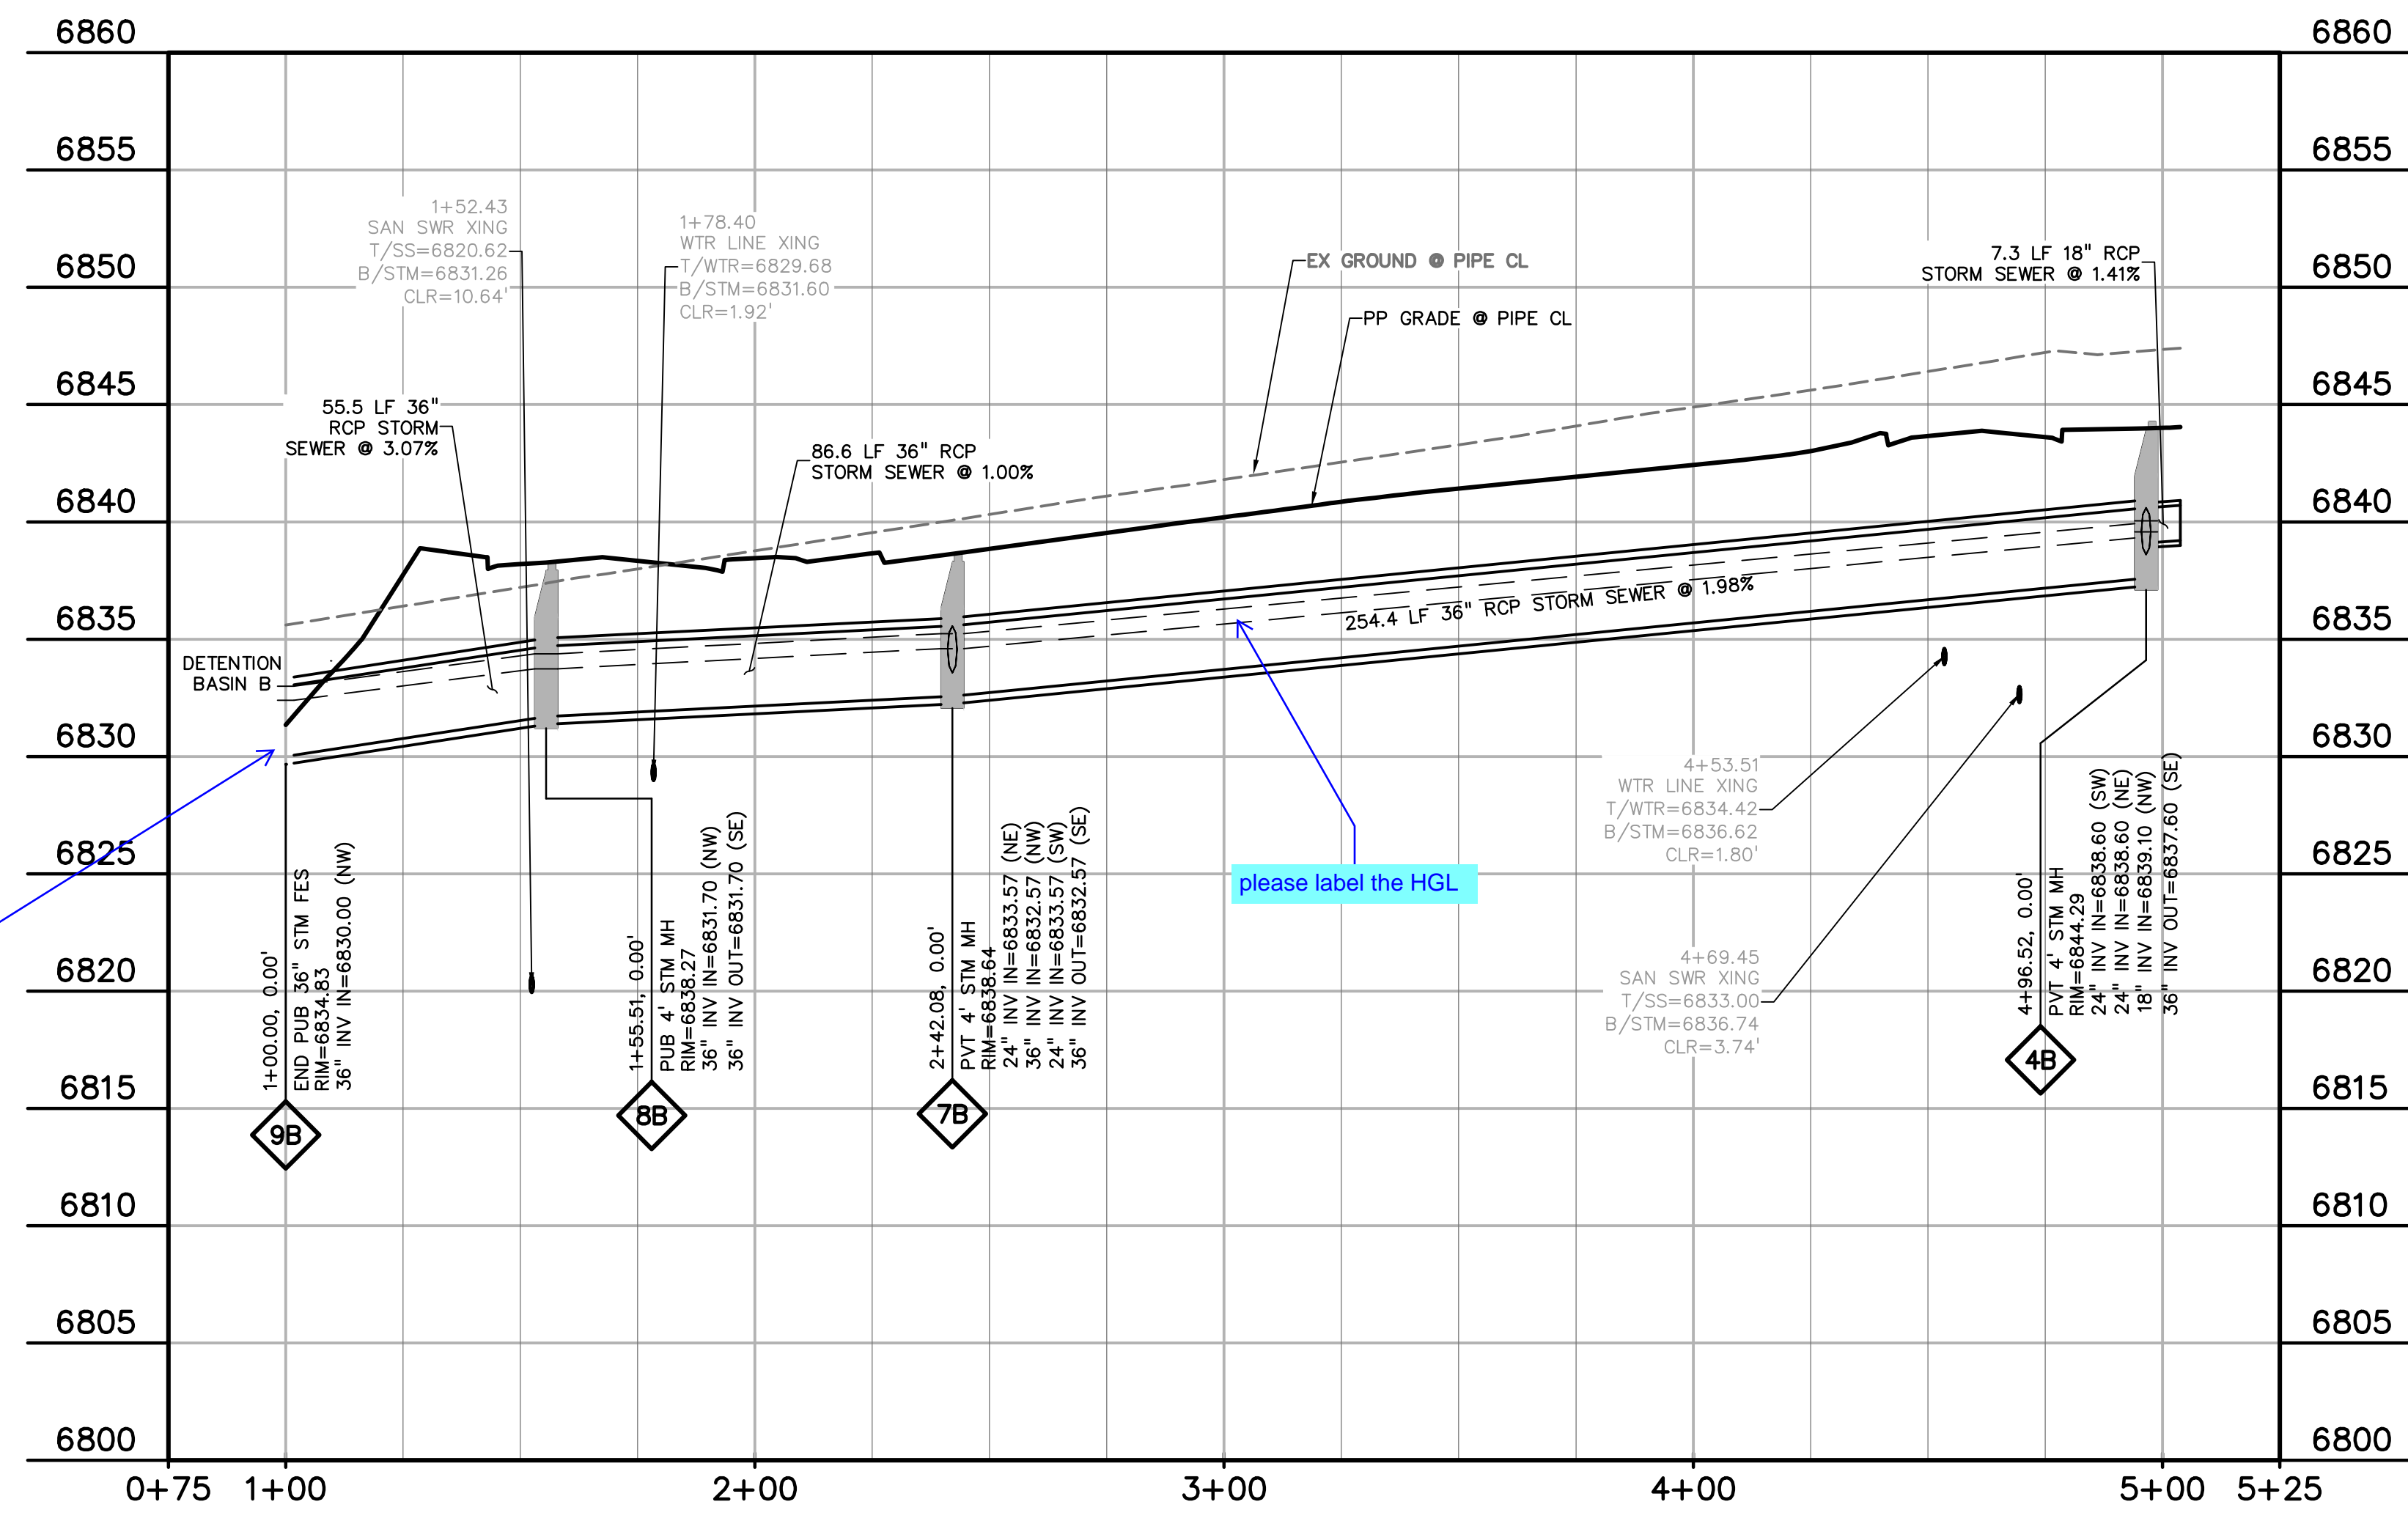 6860
6860
6855
6855
6850
6850
6845
6845
6840
6840
6835
6835
6830
6830
6825
6825
6820
6820
6815
6815
6810
6810
6805
6805
6800
6800
1+52.43
SAN SWR XING
T/SS=6820.62
B/STM=6831.26
CLR=10.64'
1+78.40
WTR LINE XING
T/WTR=6829.68
B/STM=6831.60
CLR=1.92'
EX GROUND @ PIPE CL
PP GRADE @ PIPE CL
7.3 LF 18" RCP
STORM SEWER @ 1.41%
55.5 LF 36"
RCP STORM
SEWER @ 3.07%
86.6 LF 36" RCP
STORM SEWER @ 1.00%
254.4 LF 36" RCP STORM SEWER @ 1.98%
DETENTION
BASIN B
please label the HGL
4+53.51
WTR LINE XING
T/WTR=6834.42
B/STM=6836.62
CLR=1.80'
4+69.45
SAN SWR XING
T/SS=6833.00
B/STM=6836.74
CLR=3.74'
1+00.00, 0.00'
END PUB 36" STM FES
RIM=6834.83
36" INV IN=6830.00 (NW)
9B
1+55.51, 0.00'
PUB 4' STM MH
RIM=6838.27
36" INV IN=6831.70 (NW)
36" INV OUT=6831.70 (SE)
8B
2+42.08, 0.00'
PVT 4' STM MH
RIM=6838.64
24" INV IN=6833.57 (NE)
36" INV IN=6832.57 (NW)
24" INV IN=6833.57 (SW)
36" INV OUT=6832.57 (SE)
7B
4+96.52, 0.00'
PVT 4' STM MH
RIM=6844.29
24" INV IN=6838.60 (SW)
24" INV IN=6838.60 (NE)
18" INV IN=6839.10 (NW)
36" INV OUT=6837.60 (SE)
4B
0+75
1+00
2+00
3+00
4+00
5+00
5+25